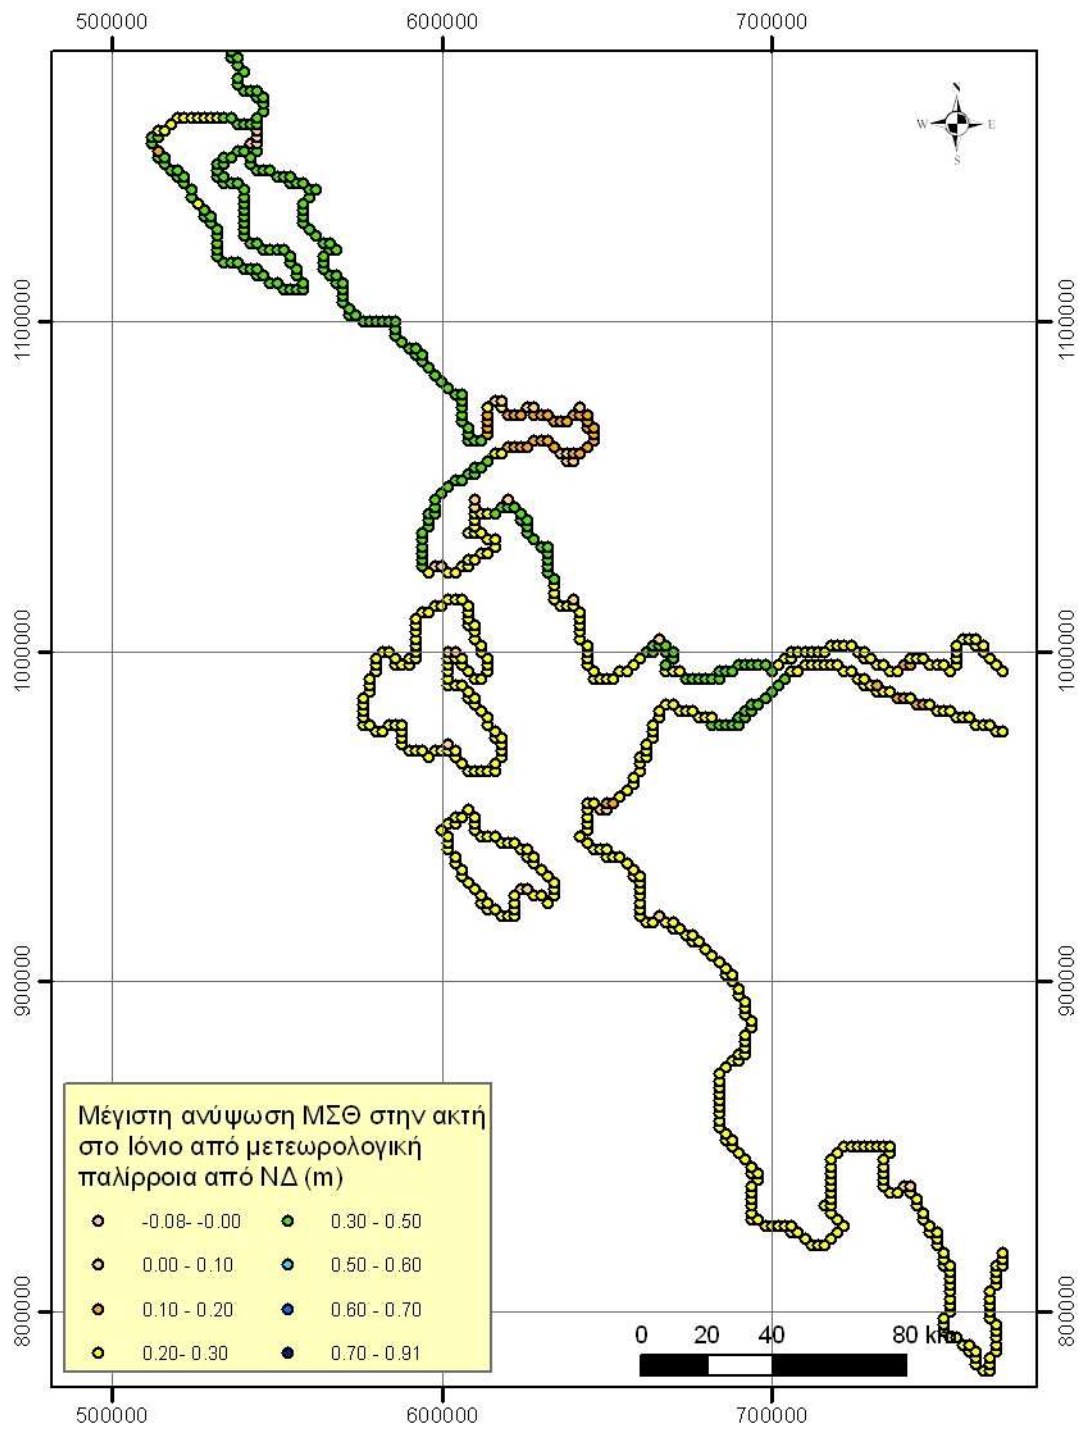 500000 600000 700000
N
W E
S
1100000 1100000
1000000 1000000
900000 900000
Μέγιστη ανύψωση ΜΣΘ στην ακτή
στο Ιόνιο από μετεωρολογική
παλίρροια από ΝΔ (m)
-0.08- -0.00 0.30 - 0.50
0.00 - 0.10 0.50 - 0.60
0.10 - 0.20 0.60 - 0.70
0.20- 0.30 0.70 - 0.91
800000 800000
0 20 40 80 km
500000 600000 700000